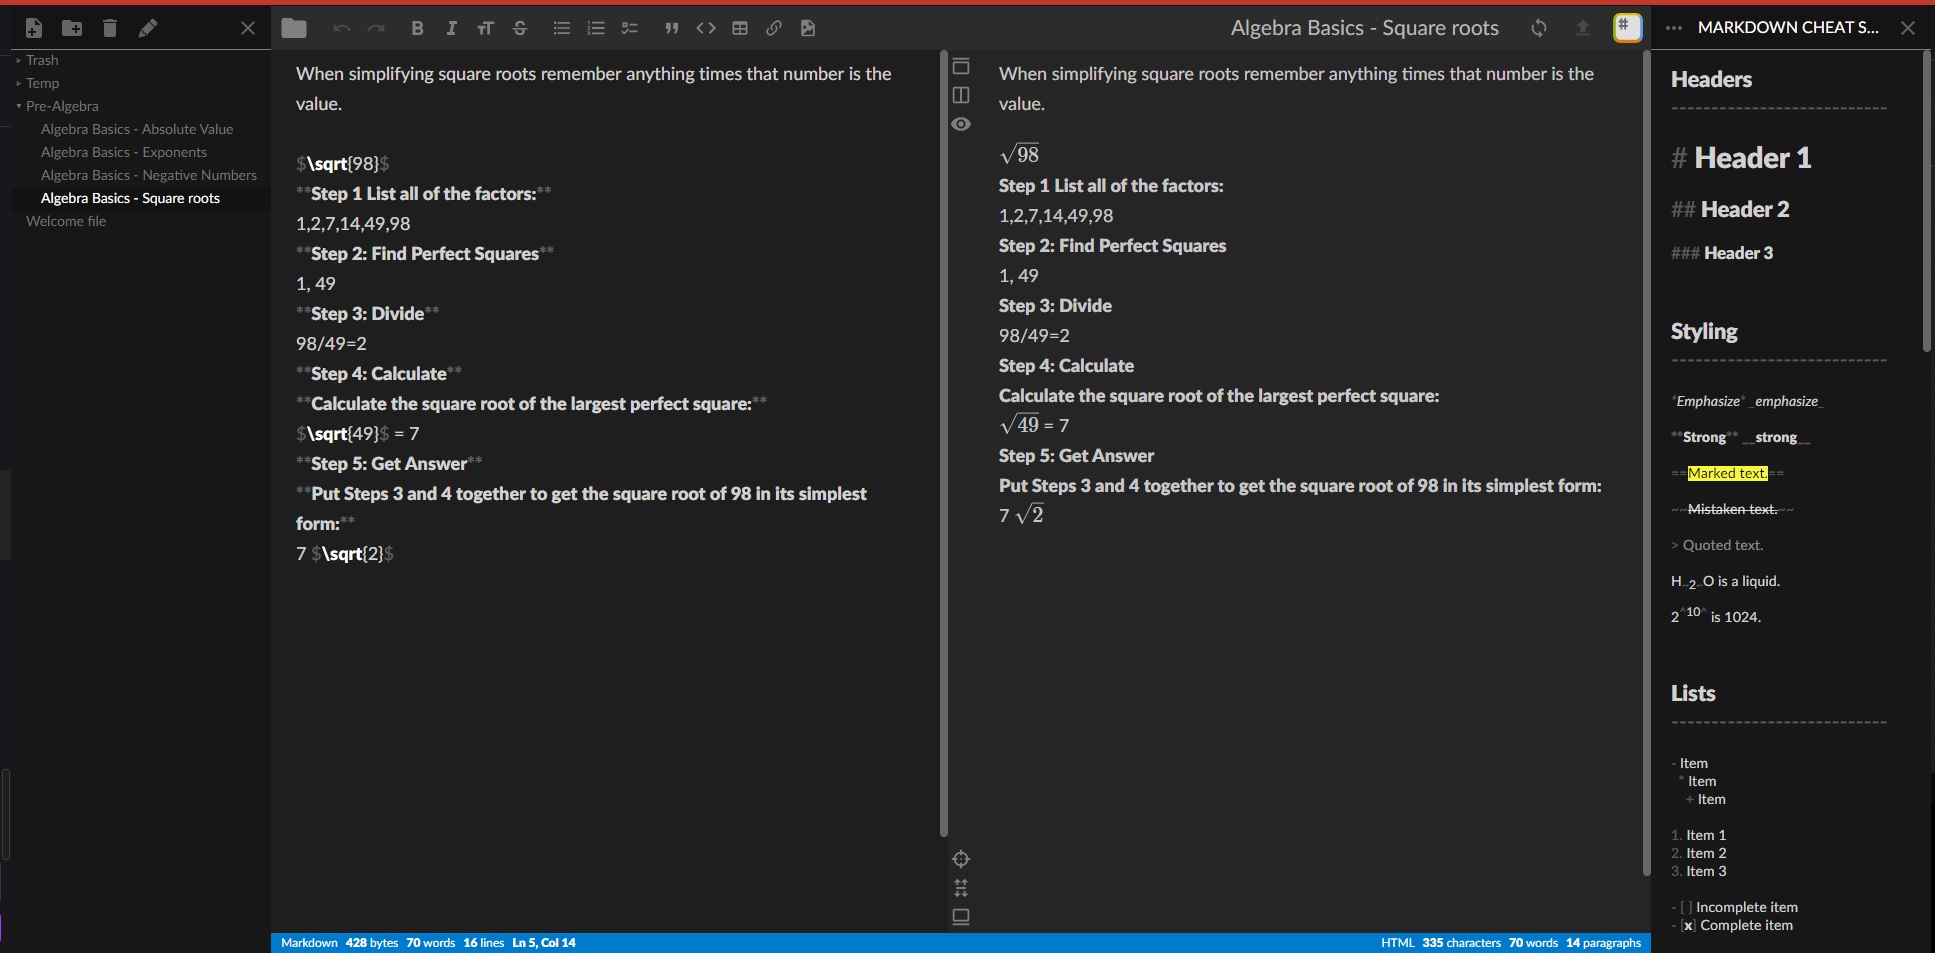 Algebra Basics - Square roots
MARKDOWN CHEAT S...
Trash
Temp
Pre-Algebra
Algebra Basics - Absolute Value
Algebra Basics - Exponents
Algebra Basics - Negative Numbers
Algebra Basics - Square roots
Welcome file
When simplifying square roots remember anything times that number is the
value.
$\sqrt{98}$
**Step 1 List all of the factors:**
1,2,7,14,49,98
**Step 2: Find Perfect Squares**
1, 49
**Step 3: Divide**
98/49=2
**Step 4: Calculate**
**Calculate the square root of the largest perfect square:**
$\sqrt{49}$ = 7
**Step 5: Get Answer**
**Put Steps 3 and 4 together to get the square root of 98 in its simplest
form:**
7 $\sqrt{2}$
When simplifying square roots remember anything times that number is the
value.
√98
Step 1 List all of the factors:
1,2,7,14,49,98
Step 2: Find Perfect Squares
1, 49
Step 3: Divide
98/49=2
Step 4: Calculate
Calculate the square root of the largest perfect square:
√49 = 7
Step 5: Get Answer
Put Steps 3 and 4 together to get the square root of 98 in its simplest form:
7 √2
Headers
---------------------------
# Header 1
## Header 2
### Header 3
Styling
---------------------------
*Emphasize* _emphasize_
**Strong** __strong__
==Marked text.==
~~Mistaken text.~~
> Quoted text.
H~2~O is a liquid.
2^10^ is 1024.
Lists
---------------------------
- Item
* Item
+ Item
1. Item 1
2. Item 2
3. Item 3
- [ ] Incomplete item
- [x] Complete item
Markdown 428 bytes 70 words 16 lines Ln 5, Col 14
HTML 335 characters 70 words 14 paragraphs